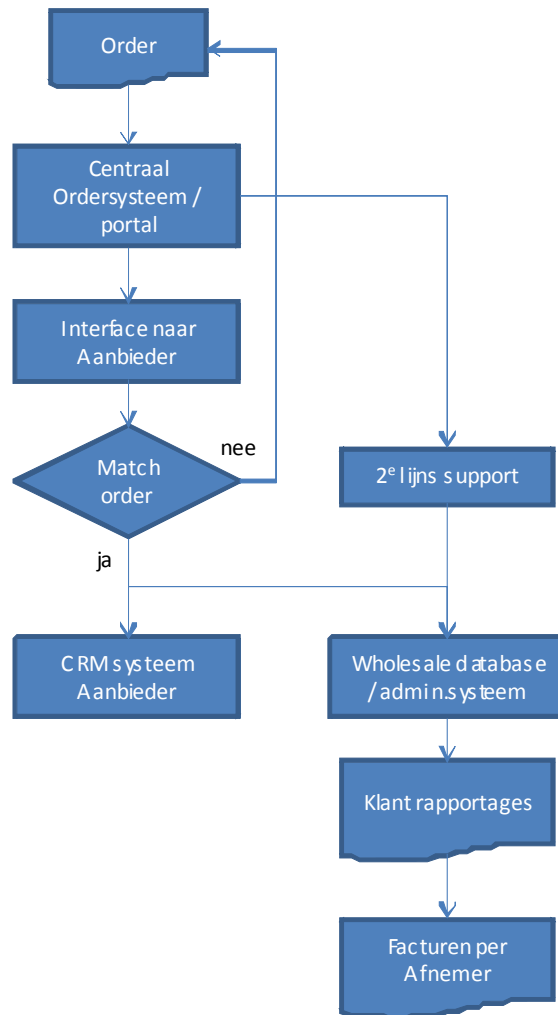 Order
Centraal
Ordersysteem /
portal
Interface naar
Aanbieder
nee
Match
order
2e lijns support
ja
CRM systeem
Aanbieder
Wholesale database
/ admin.systeem
Klant rapportages
Facturen per
Afnemer